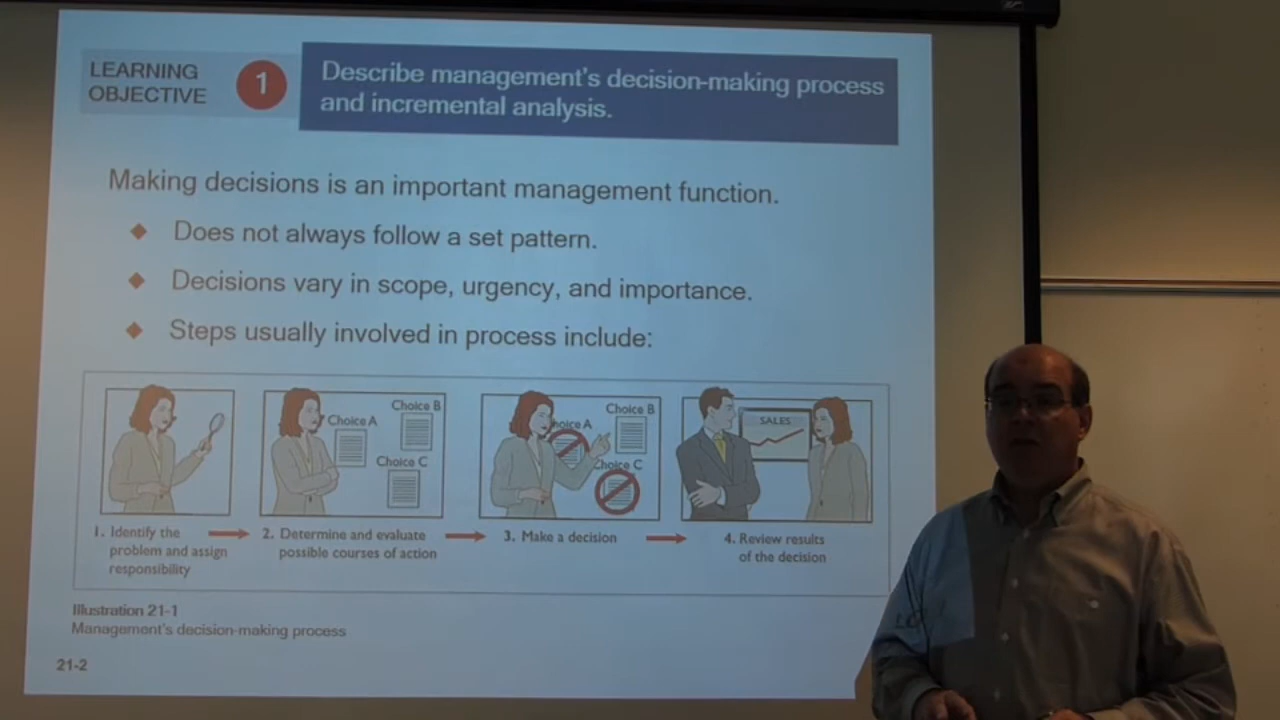 LEARNING
OBJECTIVE
1
Describe management's decision-making process
and incremental analysis.
Making decisions is an important management function.
Does not always follow a set pattern.
Decisions vary in scope, urgency, and importance.
Steps usually involved in process include:
Choice A
Choice B
Choice C
Choice A
Choice B
Choice C
SALES
1. Identify the
problem and assign
responsibility
2. Determine and evaluate
possible courses of action
3. Make a decision
4. Review results
of the decision
Illustration 21-1
Management's decision-making process
21-2